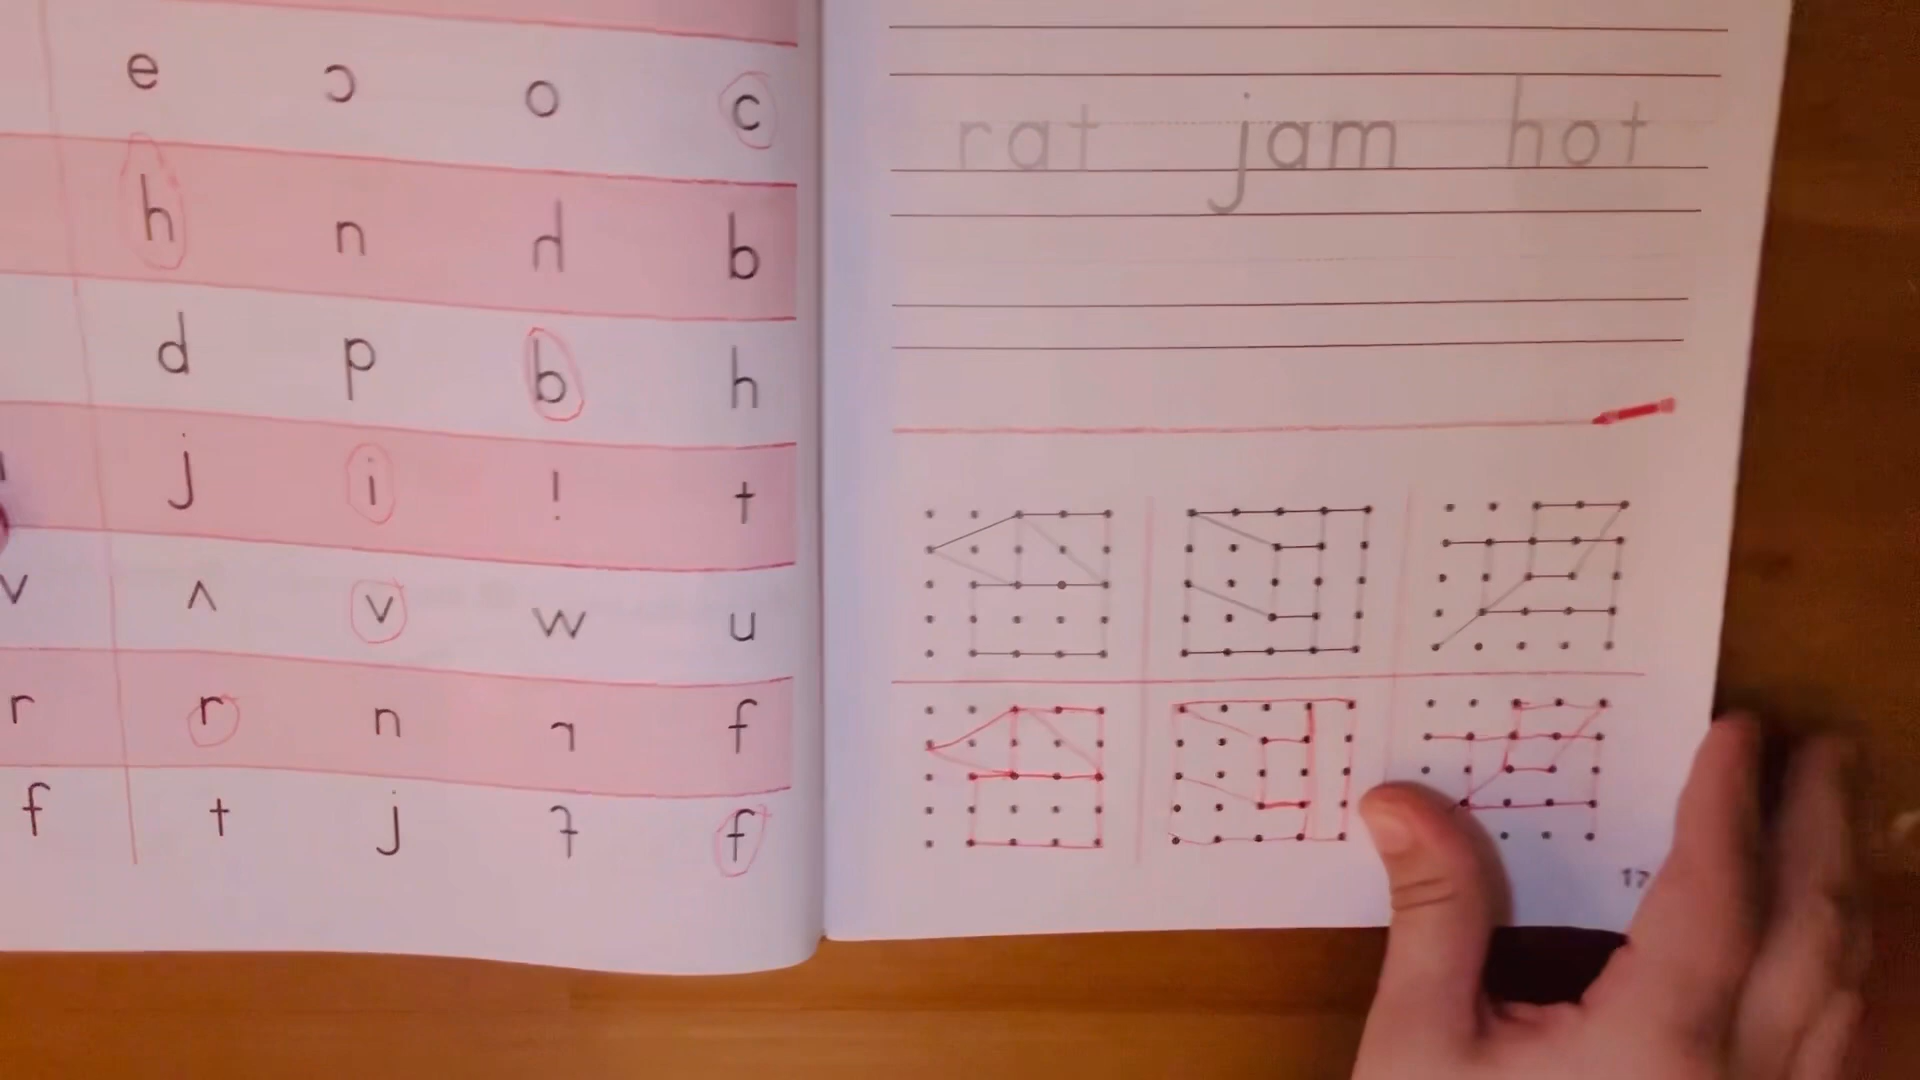 e ɔ o c
h n d b
d p b h
j i ! t
v ^ v w u
r r n ɿ f
f t j ɟ f
rat jam hot
17